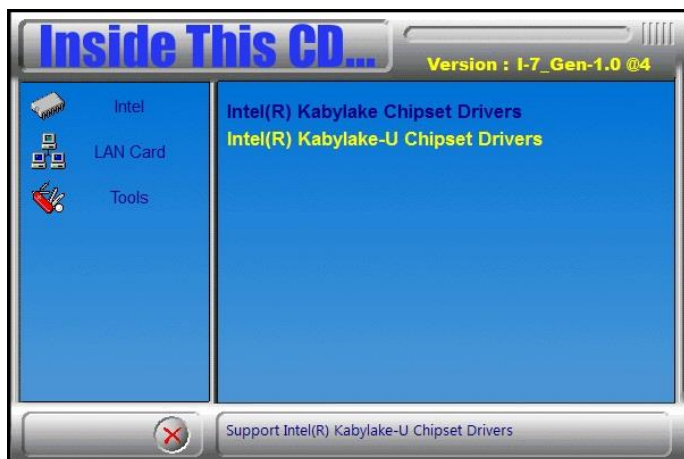 Inside This CD...
Version : I-7_Gen-1.0 @4
Intel
LAN Card
Tools
Intel(R) Kabylake Chipset Drivers
Intel(R) Kabylake-U Chipset Drivers
Support Intel(R) Kabylake-U Chipset Drivers